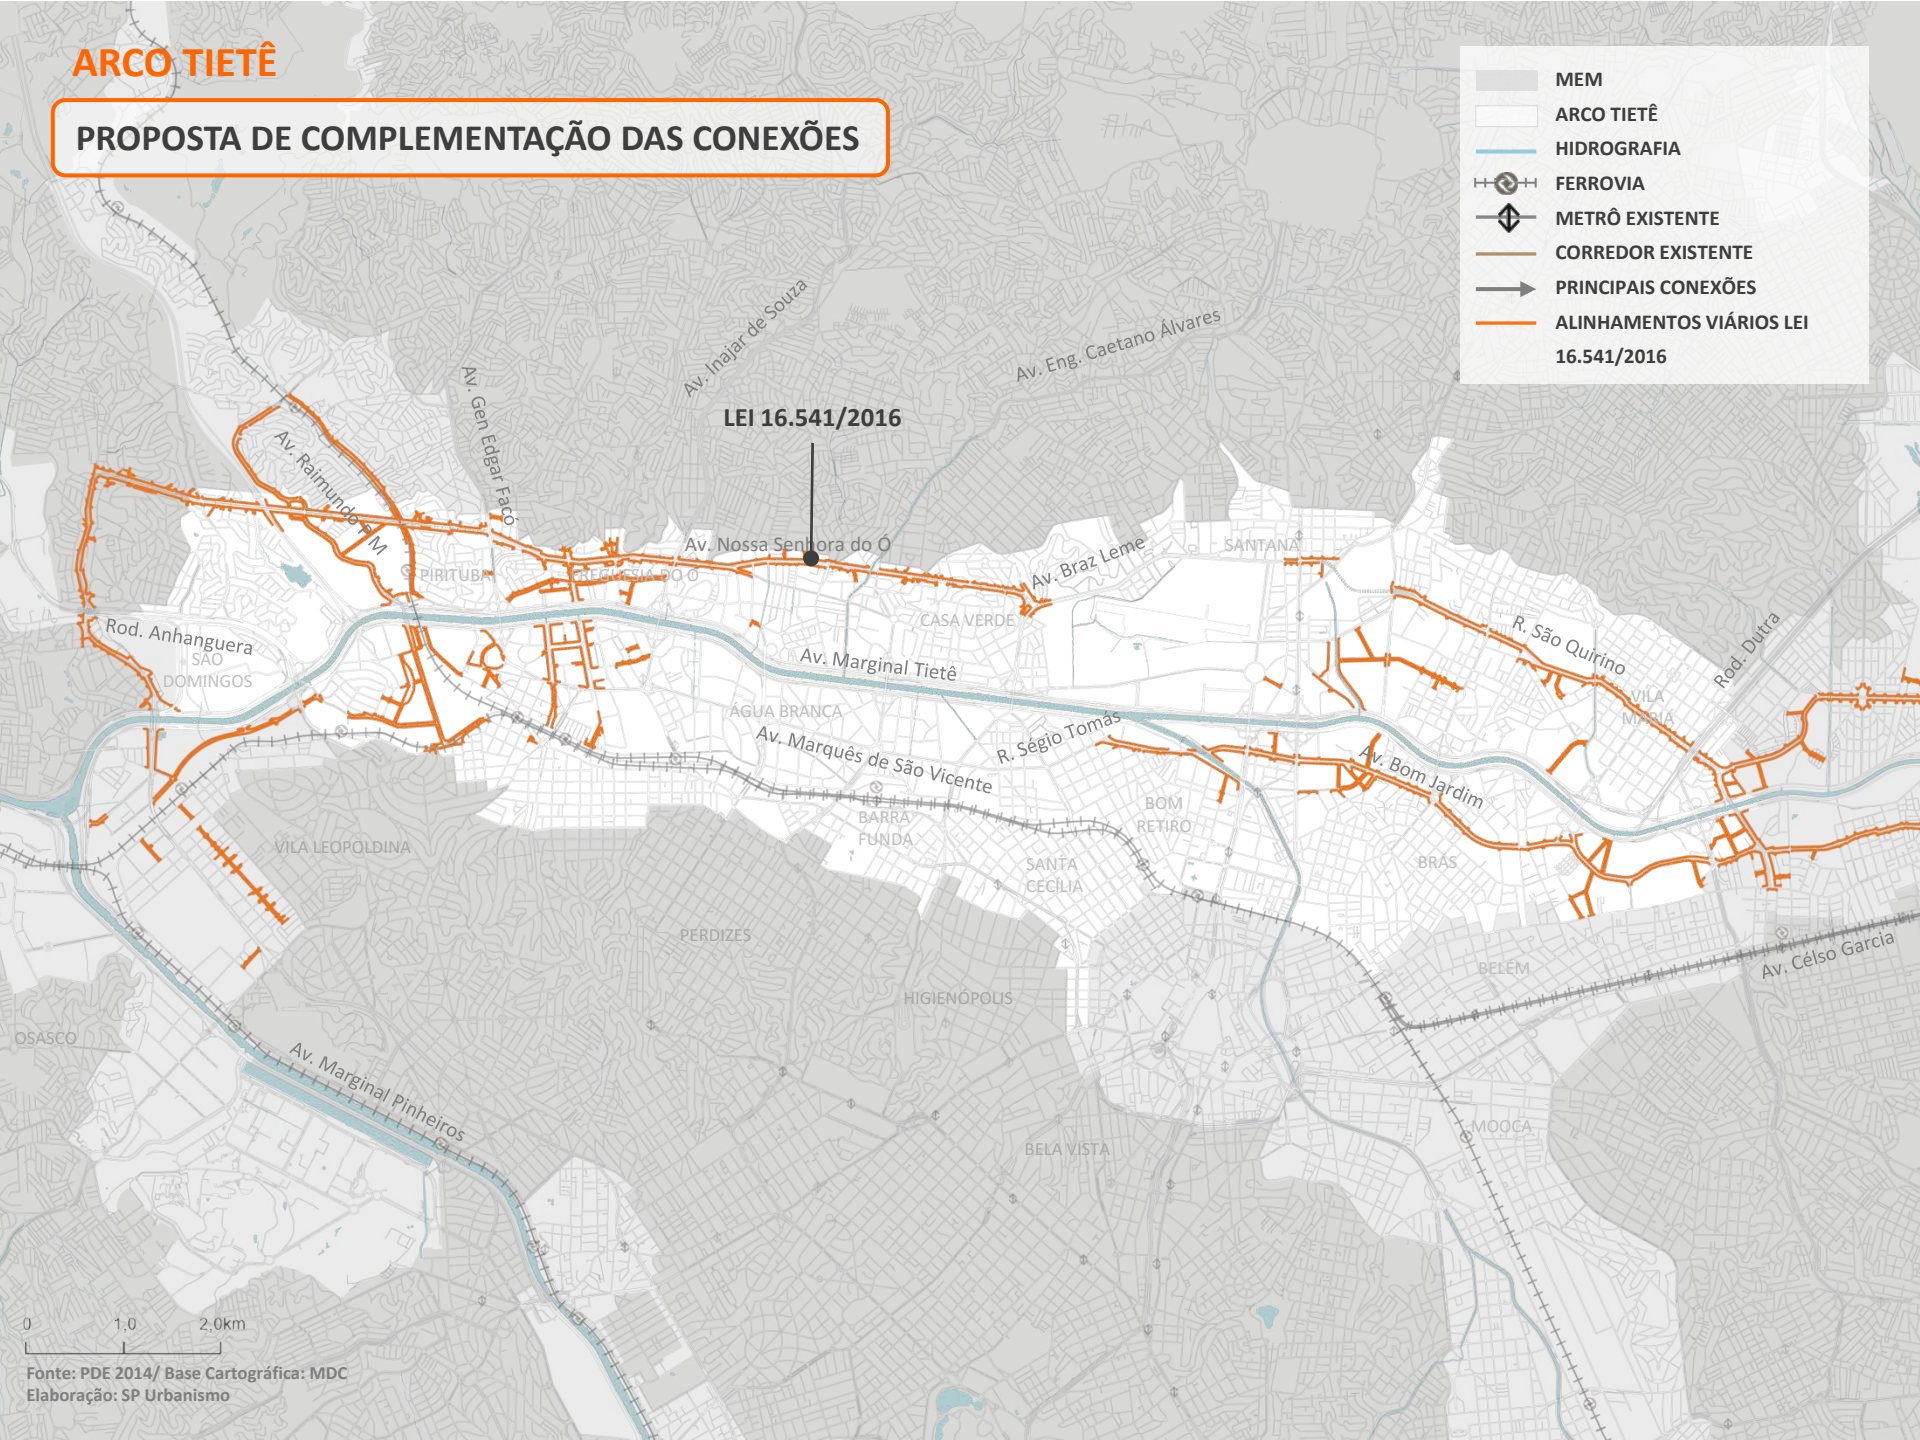 ARCO TIETÊ
PROPOSTA DE COMPLEMENTAÇÃO DAS CONEXÕES
MEM
ARCO TIETÊ
HIDROGRAFIA
FERROVIA
METRÔ EXISTENTE
CORREDOR EXISTENTE
PRINCIPAIS CONEXÕES
ALINHAMENTOS VIÁRIOS LEI
16.541/2016
Av. Inajar de Souza
Av. Eng. Caetano Álvares
Av. Gen Edgar Facó
LEI 16.541/2016
Av. Raimundo P M
Av. Nossa Senhora do Ó
SANTANA
Av. Braz Leme
PIRITUBA
FREGUESIA DO Ó
CASA VERDE
Rod. Anhanguera
SÃO
DOMINGOS
R. São Quirino
Rod. Dutra
Av. Marginal Tietê
VILA
MARIA
ÁGUA BRANCA
R. Ségio Tomás
Av. Marquês de São Vicente
Av. Bom Jardim
BOM
RETIRO
BARRA
FUNDA
VILA LEOPOLDINA
SANTA
CECÍLIA
BRÁS
PERDIZES
Av. Célso Garcia
BELÉM
HIGIENÓPOLIS
OSASCO
Av. Marginal Pinheiros
MOOCA
BELA VISTA
0 1,0 2,0km
Fonte: PDE 2014/ Base Cartográfica: MDC
Elaboração: SP Urbanismo